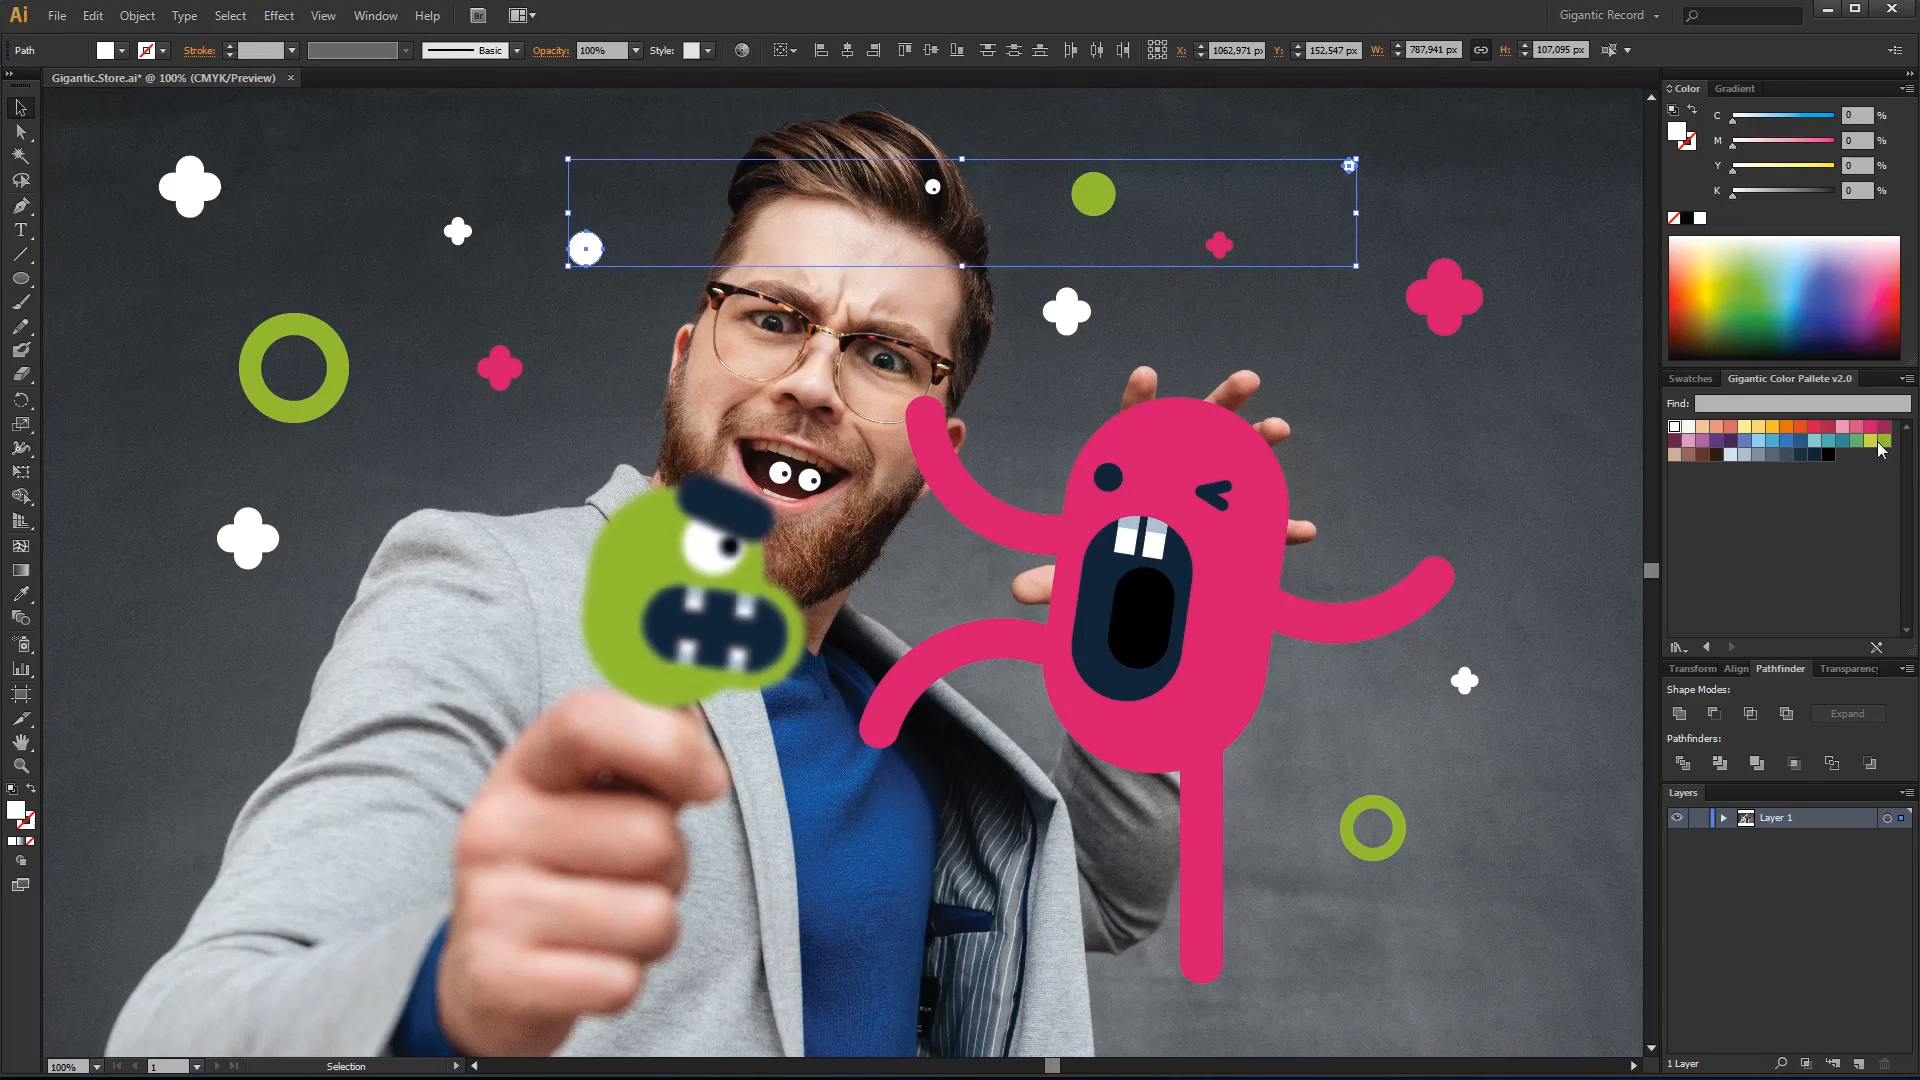 Ai File Edit Object Type Select Effect View Window Help Br Gigantic Record
Path Stroke: Basic Opacity: 100% Style: X: 1062,971 px Y: 152,547 px W: 787,941 px H: 107,095 px
Gigantic.Store.ai* @ 100% (CMYK/Preview) ×
Color Gradient
C 0 %
M 0 %
Y 0 %
K 0 %
Swatches Gigantic Color Pallete v2.0
Find:
Transform Align Pathfinder Transparency
Shape Modes:
Expand
Pathfinders:
Layers
Layer 1
100% 1 Selection
1 Layer